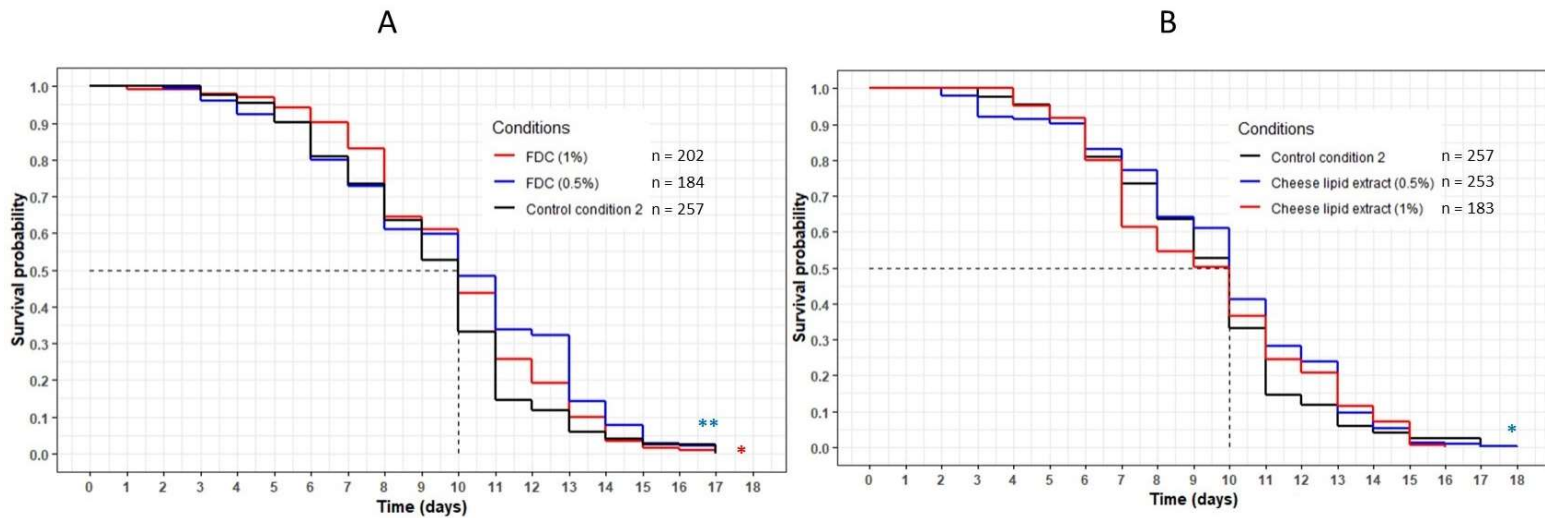 A
Survival probability
1.0
0.9
0.8
0.7
0.6
0.5
0.4
0.3
0.2
0.1
0.0
Conditions
FDC (1%) n = 202
FDC (0.5%) n = 184
Control condition 2 n = 257
**
*
0 1 2 3 4 5 6 7 8 9 10 11 12 13 14 15 16 17 18
Time (days)
B
Survival probability
1.0
0.9
0.8
0.7
0.6
0.5
0.4
0.3
0.2
0.1
0.0
Conditions
Control condition 2 n = 257
Cheese lipid extract (0.5%) n = 253
Cheese lipid extract (1%) n = 183
*
0 1 2 3 4 5 6 7 8 9 10 11 12 13 14 15 16 17 18
Time (days)